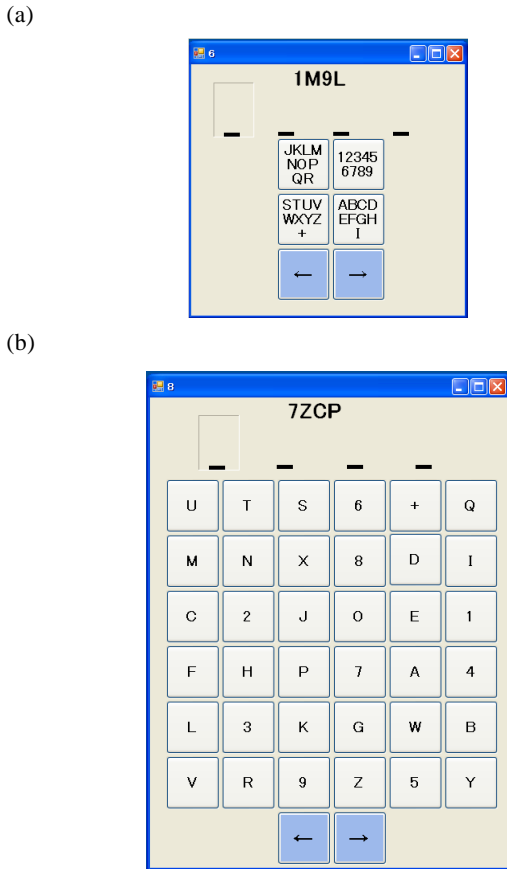 (a)
6
1M9L
JKLM 12345
NOP 6789
QR
STUV ABCD
WXYZ EFGH
+ I
← →
(b)
8
7ZCP
U T S 6 + Q
M N X 8 D I
C 2 J O E 1
F H P 7 A 4
L 3 K G W B
V R 9 Z 5 Y
← →